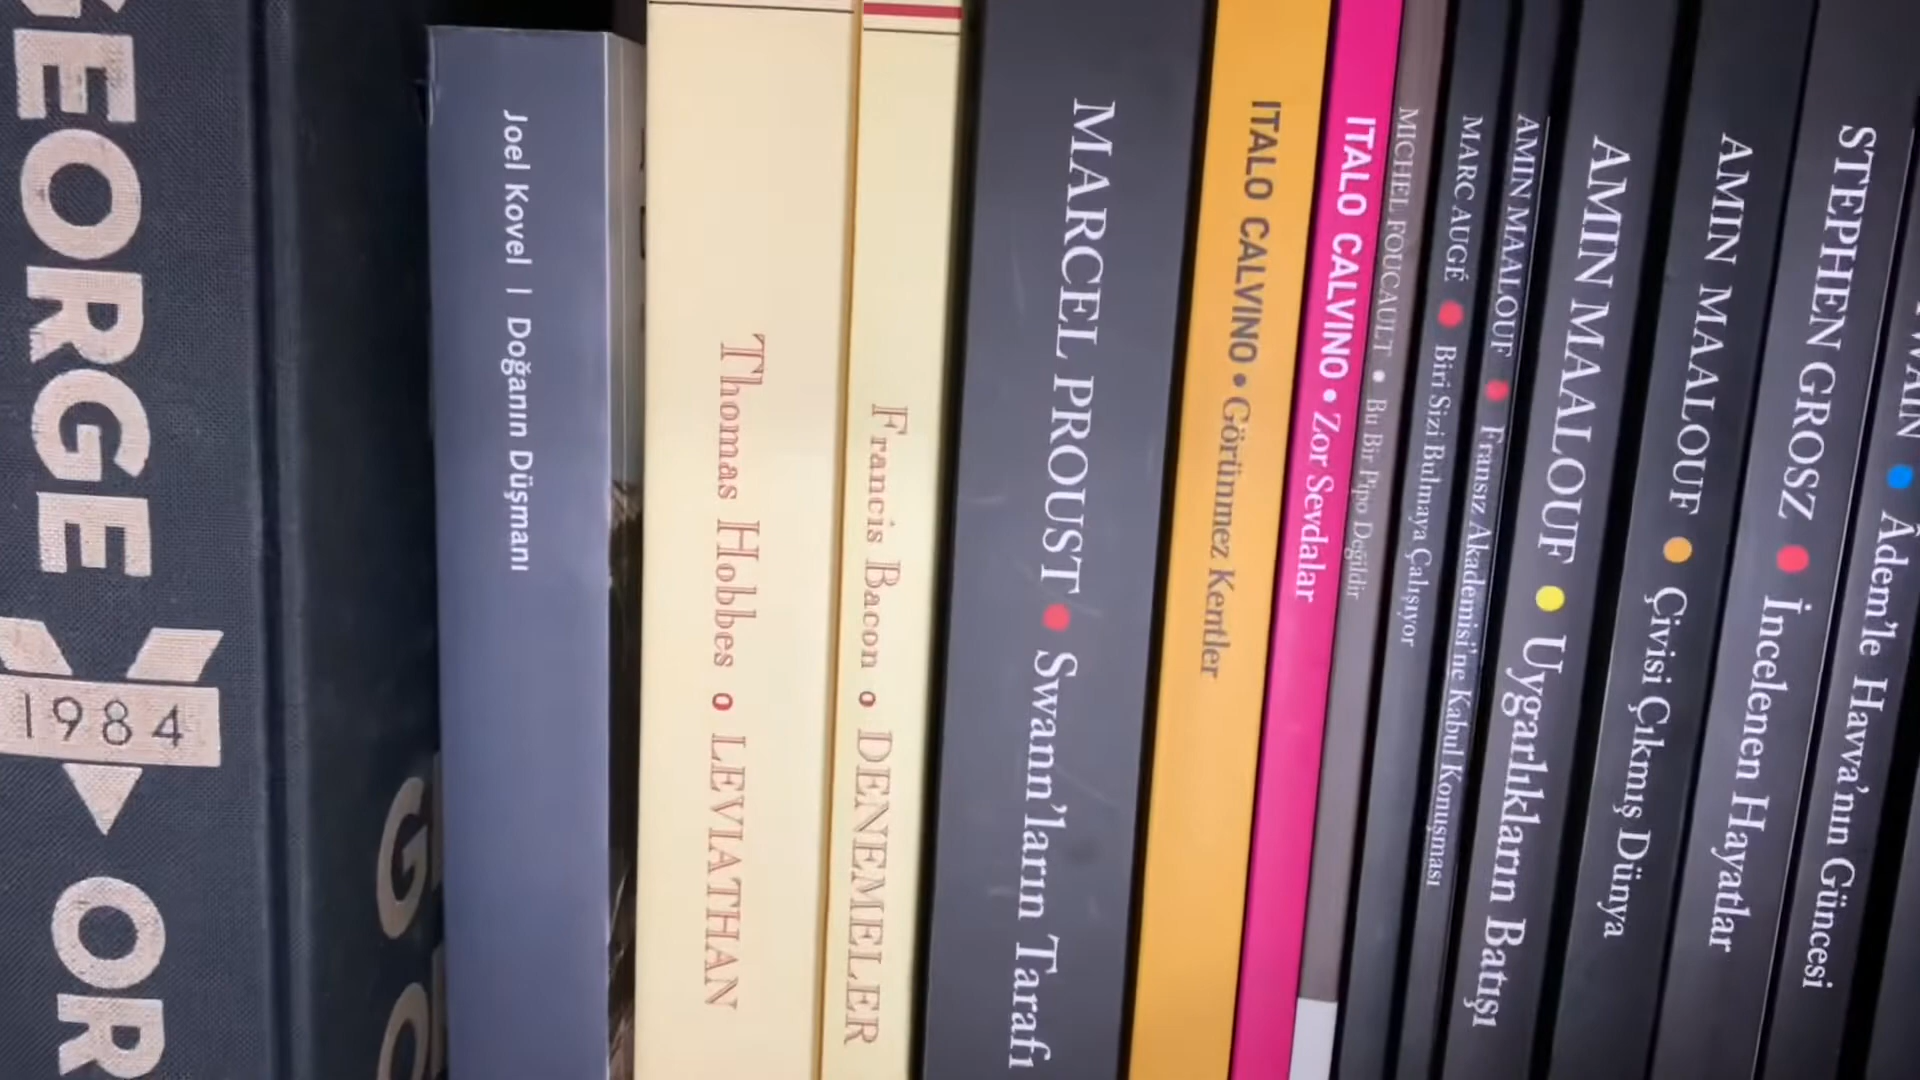 GEORGE
1984
OR
G
O
Joel Kovel | Doğanın Düşmanı
Thomas Hobbes o LEVIATHAN
Francis Bacon o DENEMELER
MARCEL PROUST • Swann'ların Tarafı
ITALO CALVINO • Görünmez Kentler
ITALO CALVINO • Zor Sevdalar
MICHEL FOUCAULT • Bu Bir Pipo Değildir
MARC AUGÉ • Biri Sizi Bulmaya Çalışıyor
AMIN MAALOUF • Fransız Akademisi'ne Kabul Konuşması
AMIN MAALOUF • Uygarlıkların Batışı
AMIN MAALOUF • Çivisi Çıkmış Dünya
STEPHEN GROSZ • İncelenen Hayatlar
WAIN • Âdem'le Havva'nın Güncesi